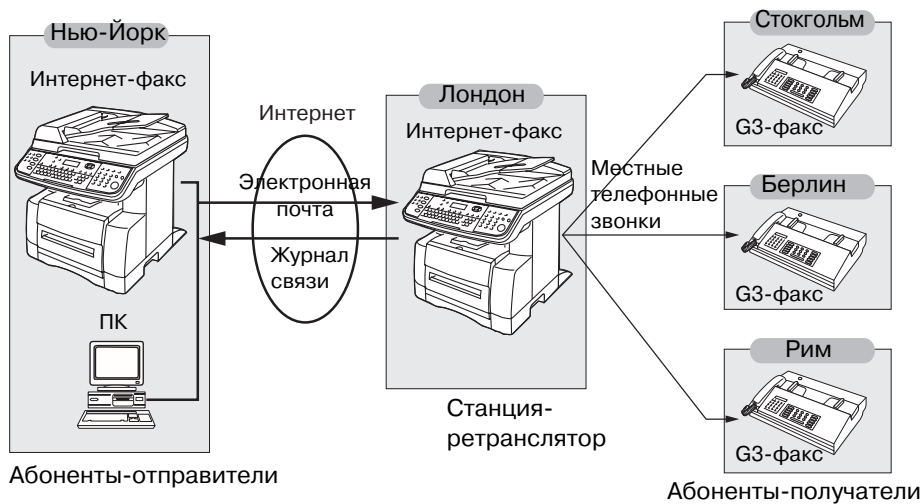 Нью-Йорк
Интернет-факс
ПК
Абоненты-отправители
Интернет
Электронная
почта
Журнал
связи
Лондон
Интернет-факс
Станция-
ретранслятор
Местные
телефонные
звонки
Стокгольм
G3-факс
Берлин
G3-факс
Рим
G3-факс
Абоненты-получатели